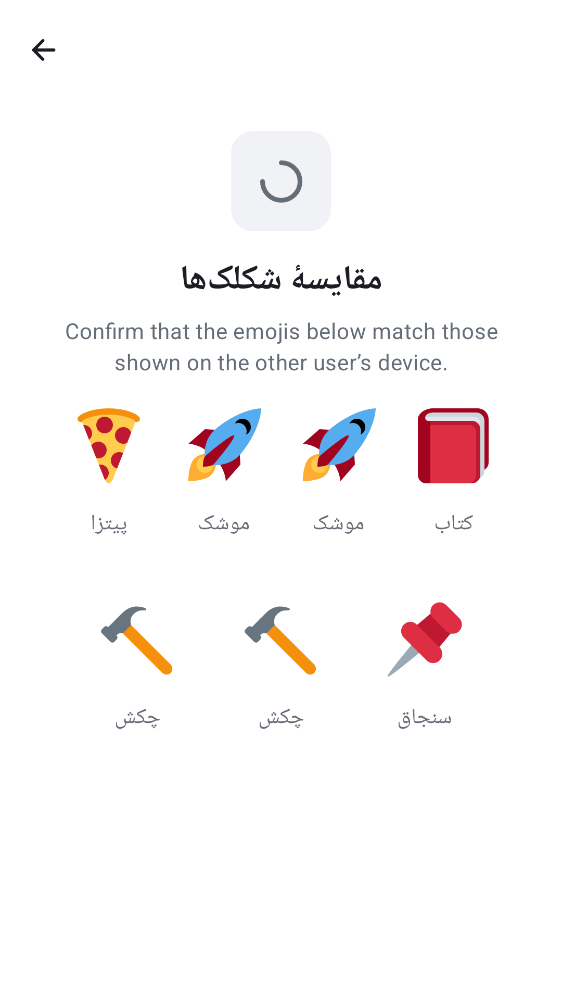 مقایسهٔ شکلک‌ها
Confirm that the emojis below match those
shown on the other user’s device.
پیتزا موشک موشک کتاب
چکش چکش سنجاق